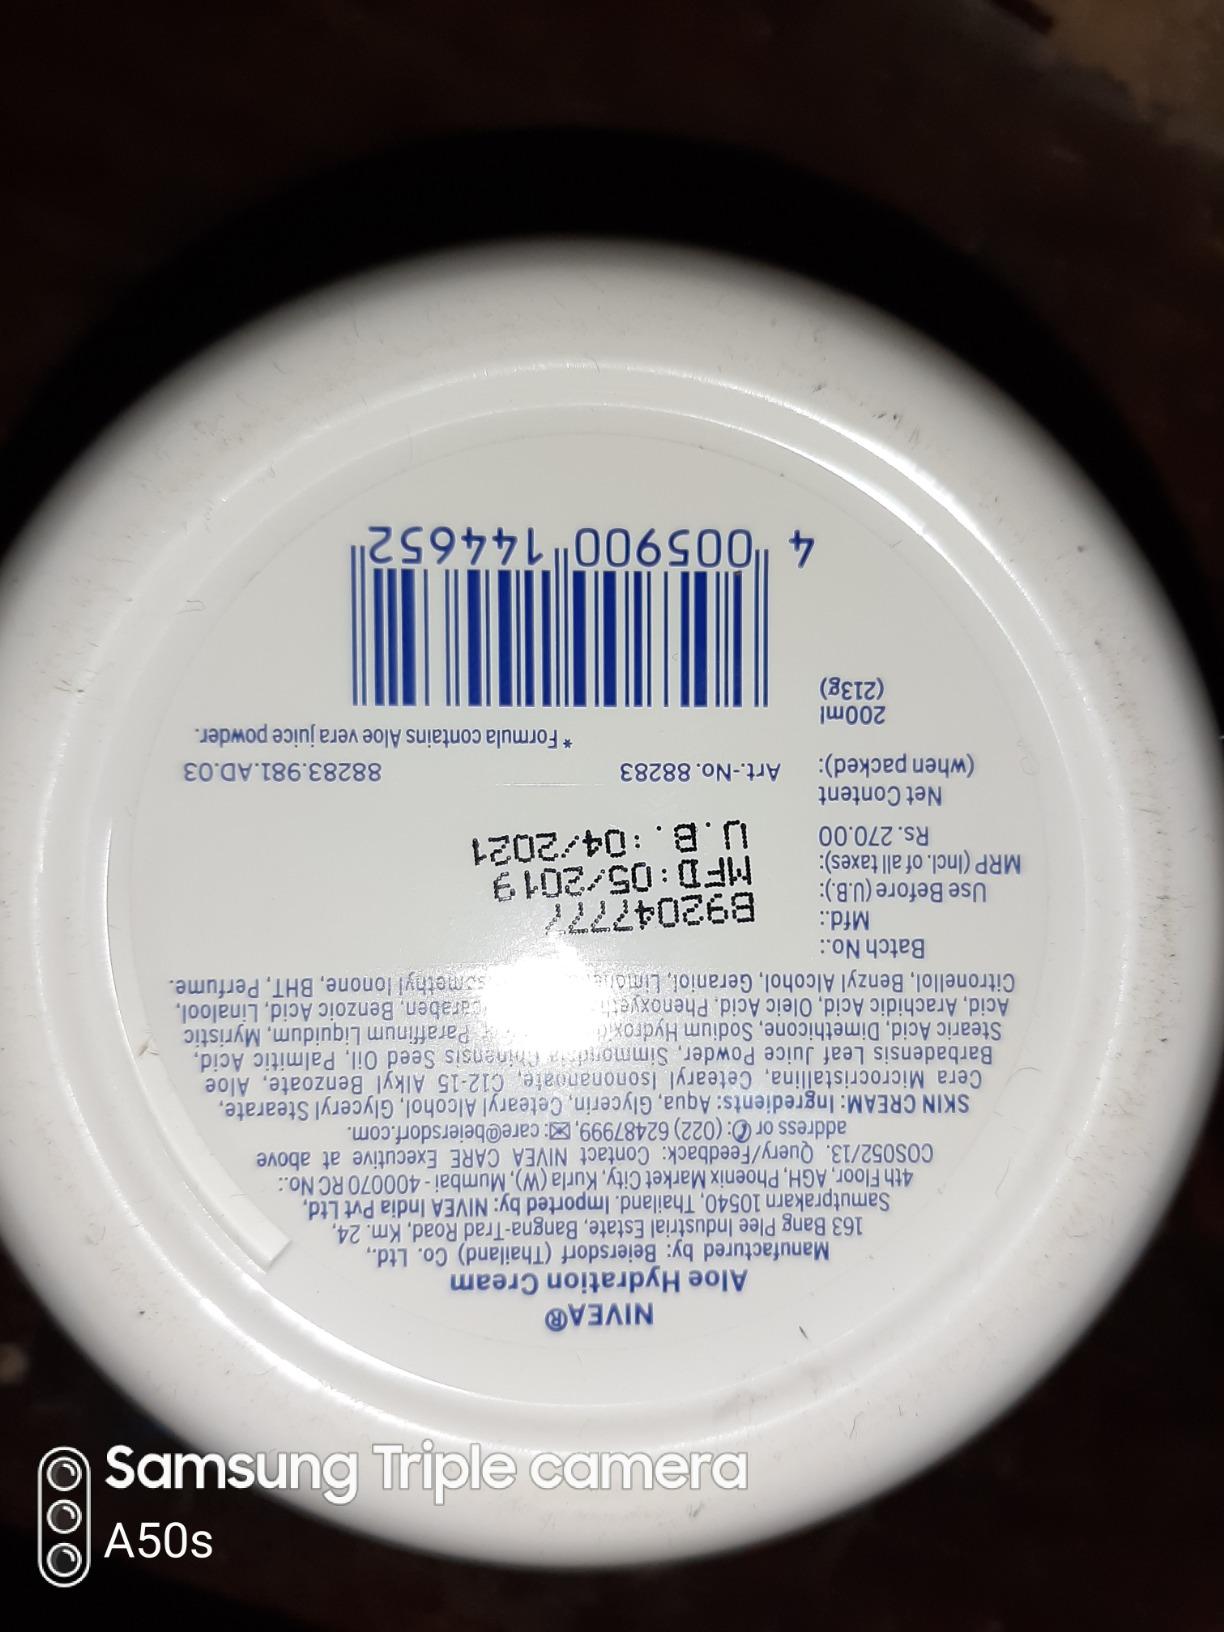 NIVEA®
Aloe Hydration Cream
Manufactured by: Beiersdorf (Thailand) Co. Ltd.,
163 Bang Plee Industrial Estate, Bangna-Trad Road, Km. 24,
Samutprakarn 10540, Thailand. Imported by: NIVEA India Pvt Ltd,
4th Floor, AGH, Phoenix Market City, Kurla (W), Mumbai - 400070 RC No.:
COS052/13. Query/Feedback: Contact NIVEA CARE Executive at above
address or ✆: (022) 62487999, ✉: care@beiersdorf.com.
SKIN CREAM: Ingredients: Aqua, Glycerin, Cetearyl Alcohol, Glyceryl Stearate,
Cera Microcristallina, Cetearyl Isononanoate, C12-15 Alkyl Benzoate, Aloe
Barbadensis Leaf Juice Powder, Simmondsia Chinensis Seed Oil, Palmitic Acid,
Stearic Acid, Dimethicone, Sodium Paraffinum Liquidum, Myristic
Acid, Arachidic Acid, Oleic Acid. Benzoic Acid, Linalool,
Citronellol, Benzyl Alcohol, Geraniol, Ionone, BHT, Perfume.
Batch No.: B9204777
Mfd.: MFD:05/2019
Use Before (U.B.): U.B.:04/2021
MRP (Incl. of all taxes):
Rs. 270.00
Net Content
(when packed):
200ml
(213g)
Art.-No. 88283 88283.981.AD.03
* Formula contains Aloe vera juice powder.
4 005900 144652
Samsung Triple camera
A50s